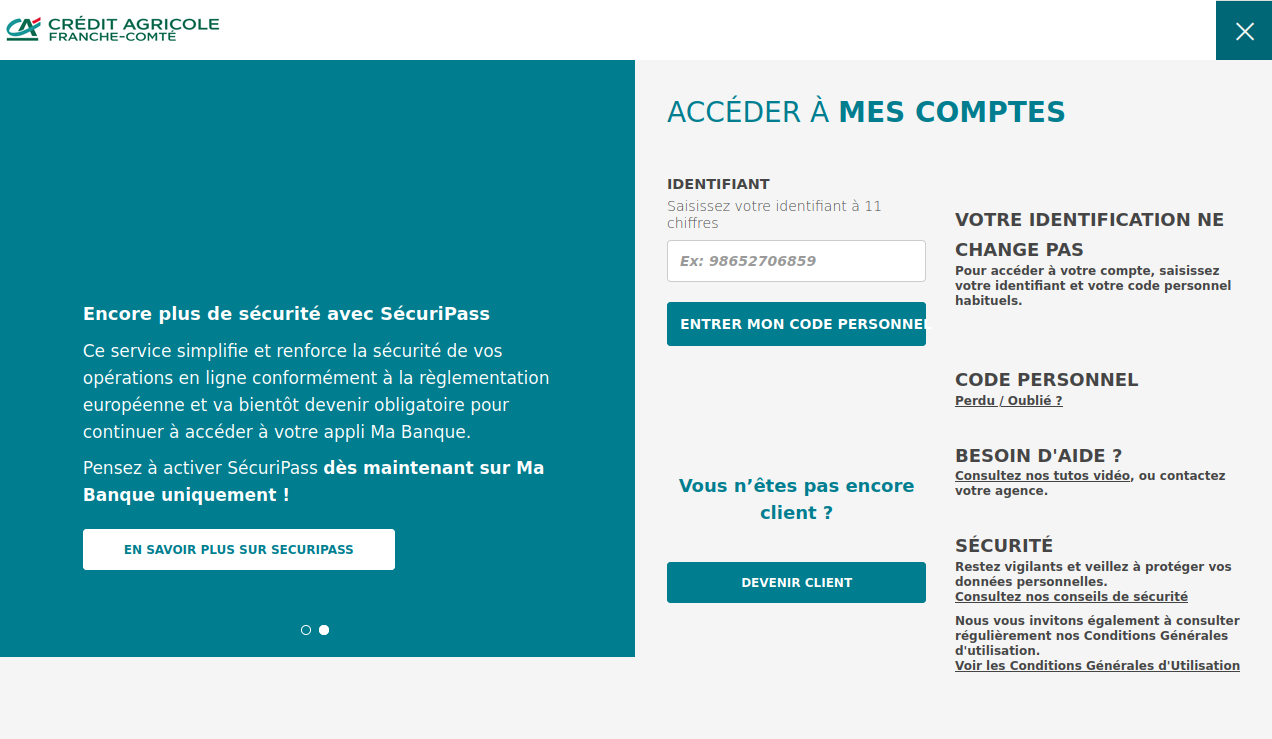 CRÉDIT AGRICOLE
FRANCHE-COMTÉ
Encore plus de sécurité avec SécuriPass
Ce service simplifie et renforce la sécurité de vos
opérations en ligne conformément à la règlementation
européenne et va bientôt devenir obligatoire pour
continuer à accéder à votre appli Ma Banque.
Pensez à activer SécuriPass dès maintenant sur Ma
Banque uniquement !
EN SAVOIR PLUS SUR SECURIPASS
ACCÉDER À MES COMPTES
IDENTIFIANT
Saisissez votre identifiant à 11
chiffres
Ex: 98652706859
ENTRER MON CODE PERSONNEL
Vous n’êtes pas encore
client ?
DEVENIR CLIENT
VOTRE IDENTIFICATION NE
CHANGE PAS
Pour accéder à votre compte, saisissez
votre identifiant et votre code personnel
habituels.
CODE PERSONNEL
Perdu / Oublié ?
BESOIN D'AIDE ?
Consultez nos tutos vidéo, ou contactez
votre agence.
SÉCURITÉ
Restez vigilants et veillez à protéger vos
données personnelles.
Consultez nos conseils de sécurité
Nous vous invitons également à consulter
régulièrement nos Conditions Générales
d'utilisation.
Voir les Conditions Générales d'Utilisation